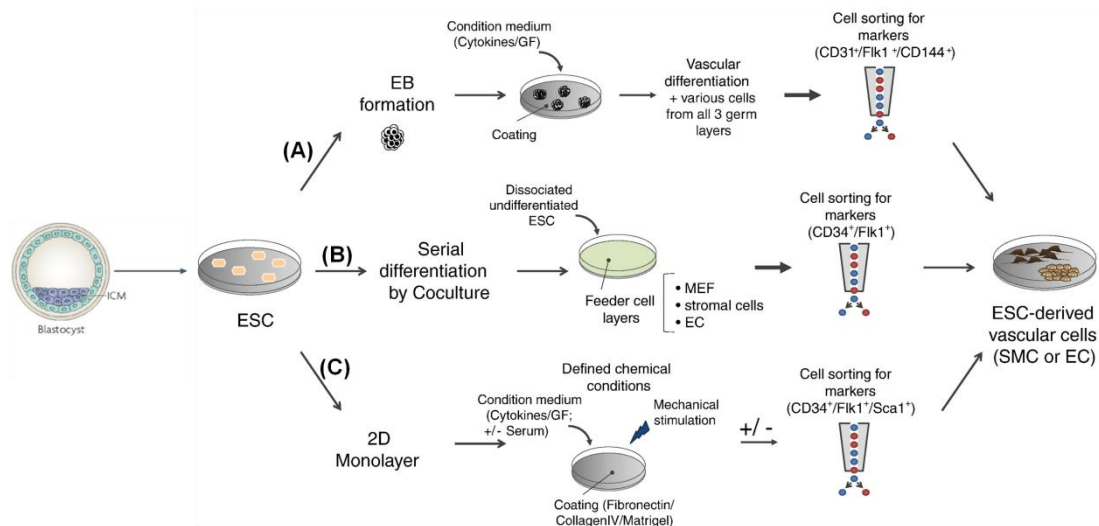 Condition medium
(Cytokines/GF)
EB
formation
Coating
Vascular
differentiation
+ various cells
from all 3 germ
layers
Cell sorting for
markers
(CD31⁺/Flk1⁺/CD144⁺)
(A)
ICM
Blastocyst
ESC
(B)
Serial
differentiation
by Coculture
Dissociated
undifferentiated
ESC
Feeder cell
layers
• MEF
• stromal cells
• EC
Cell sorting for
markers
(CD34⁺/Flk1⁺)
ESC-derived
vascular cells
(SMC or EC)
(C)
2D
Monolayer
Condition medium
(Cytokines/GF;
+/- Serum)
Defined chemical
conditions
Mechanical
stimulation
Coating (Fibronectin/
CollagenIV/Matrigel)
+/-
Cell sorting for
markers
(CD34⁺/Flk1⁺/Sca1⁺)